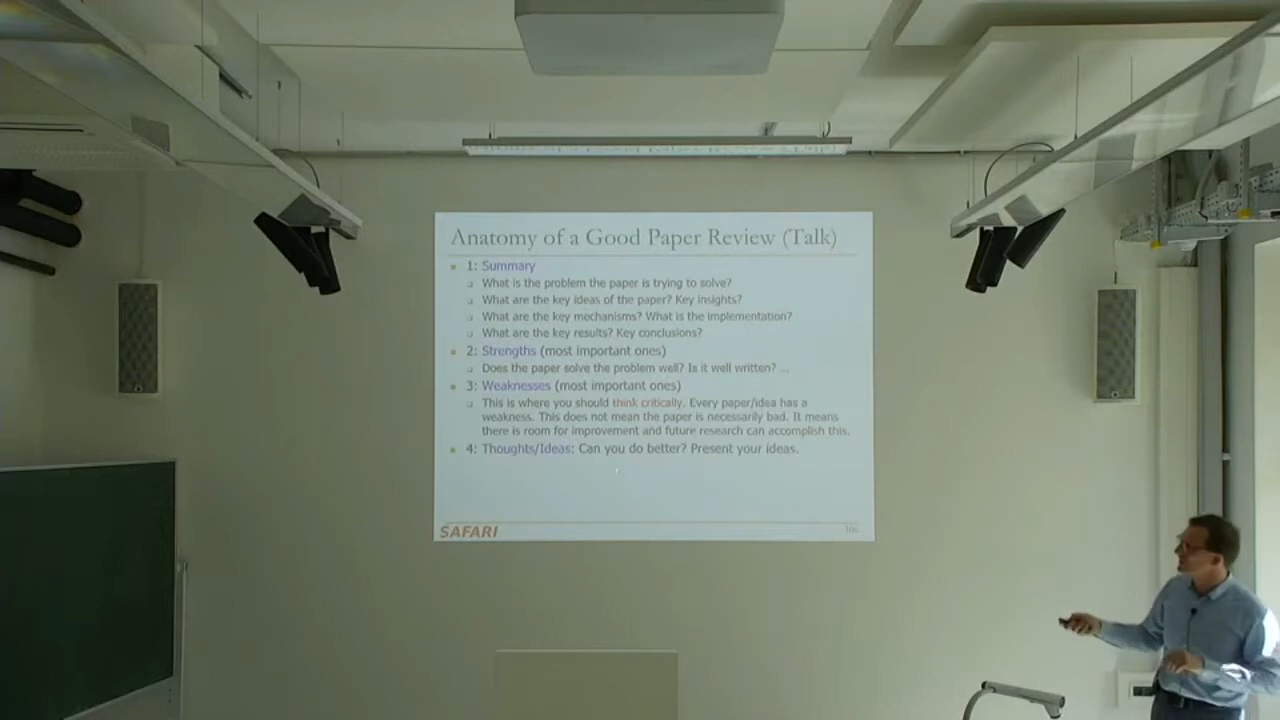 Anatomy of a Good Paper Review (Talk)
1: Summary
What is the problem the paper is trying to solve?
What are the key ideas of the paper? Key insights?
What are the key mechanisms? What is the implementation?
What are the key results? Key conclusions?
2: Strengths (most important ones)
Does the paper solve the problem well? Is it well written? ...
3: Weaknesses (most important ones)
This is where you should think critically. Every paper/idea has a
weakness. This does not mean the paper is necessarily bad. It means
there is room for improvement and future research can accomplish this.
4: Thoughts/Ideas: Can you do better? Present your ideas.
SAFARI